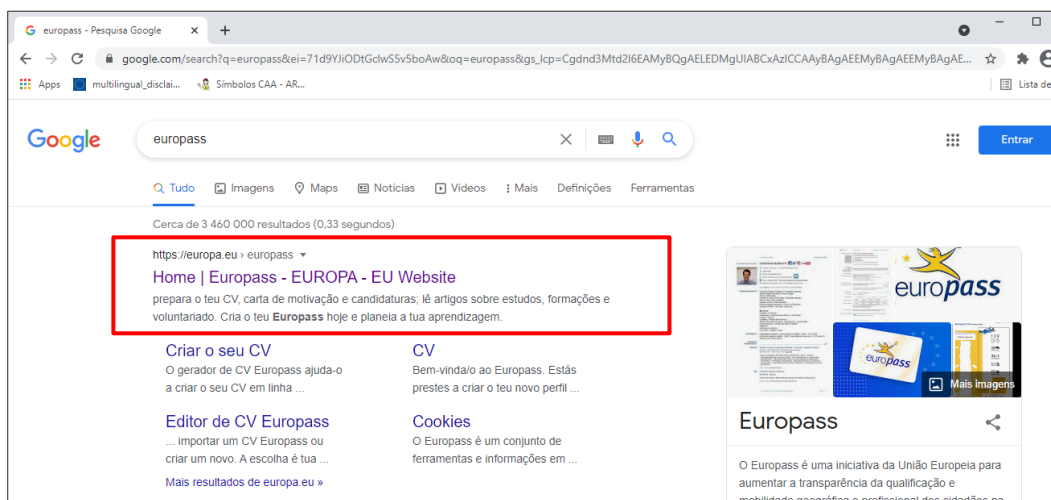 europass - Pesquisa Google
google.com/search?q=europass&ei=71d9YJiODtGclwS5v5boAw&oq=europass&gs_lcp=Cgdnd3Mtd2l6EAMyBQgAELEDMgUIABCxAzICCAAyBAgAEEMyBAgAEEMyBAgAE...
Apps multilingual_disclai... Símbolos CAA - AR... Lista de
Google europass Entrar
Tudo Imagens Maps Notícias Vídeos Mais Definições Ferramentas
Cerca de 3 460 000 resultados (0,33 segundos)
https://europa.eu › europass
Home | Europass - EUROPA - EU Website
prepara o teu CV, carta de motivação e candidaturas; lê artigos sobre estudos, formações e
voluntariado. Cria o teu Europass hoje e planeia a tua aprendizagem.
Criar o seu CV
O gerador de CV Europass ajuda-o
a criar o seu CV em linha ...
CV
Bem-vinda/o ao Europass. Estás
prestes a criar o teu novo perfil ...
Editor de CV Europass
... importar um CV Europass ou
criar um novo. A escolha é tua ...
Cookies
O Europass é um conjunto de
ferramentas e informações em ...
Mais resultados de europa.eu »
europass
europass
Mais imagens
Europass
O Europass é uma iniciativa da União Europeia para
aumentar a transparência da qualificação e
mobilidade geográfica e profissional dos cidadãos na